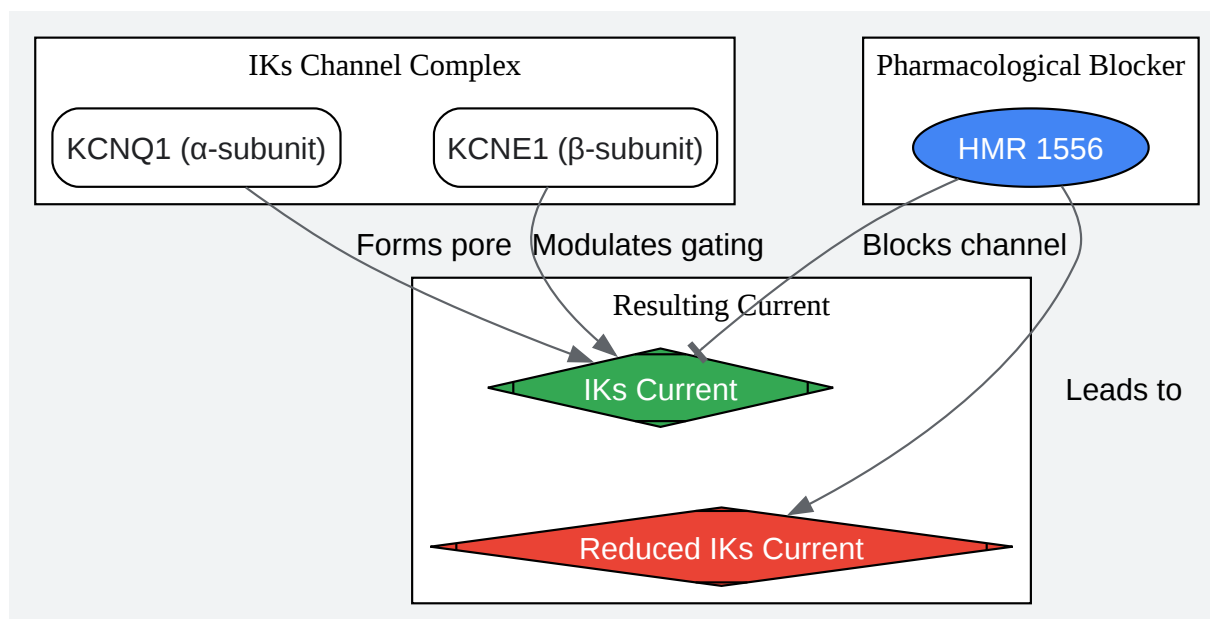 IKs Channel Complex
Pharmacological Blocker
KCNQ1 (α-subunit)
KCNE1 (β-subunit)
HMR 1556
Forms pore
Modulates gating
Blocks channel
Resulting Current
IKs Current
Leads to
Reduced IKs Current